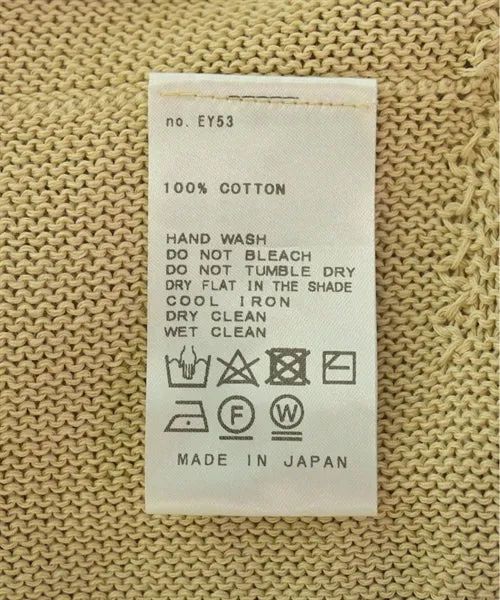 no. EY53
100% COTTON
HAND WASH
DO NOT BLEACH
DO NOT TUMBLE DRY
DRY FLAT IN THE SHADE
COOL IRON
DRY CLEAN
WET CLEAN
F W
MADE IN JAPAN